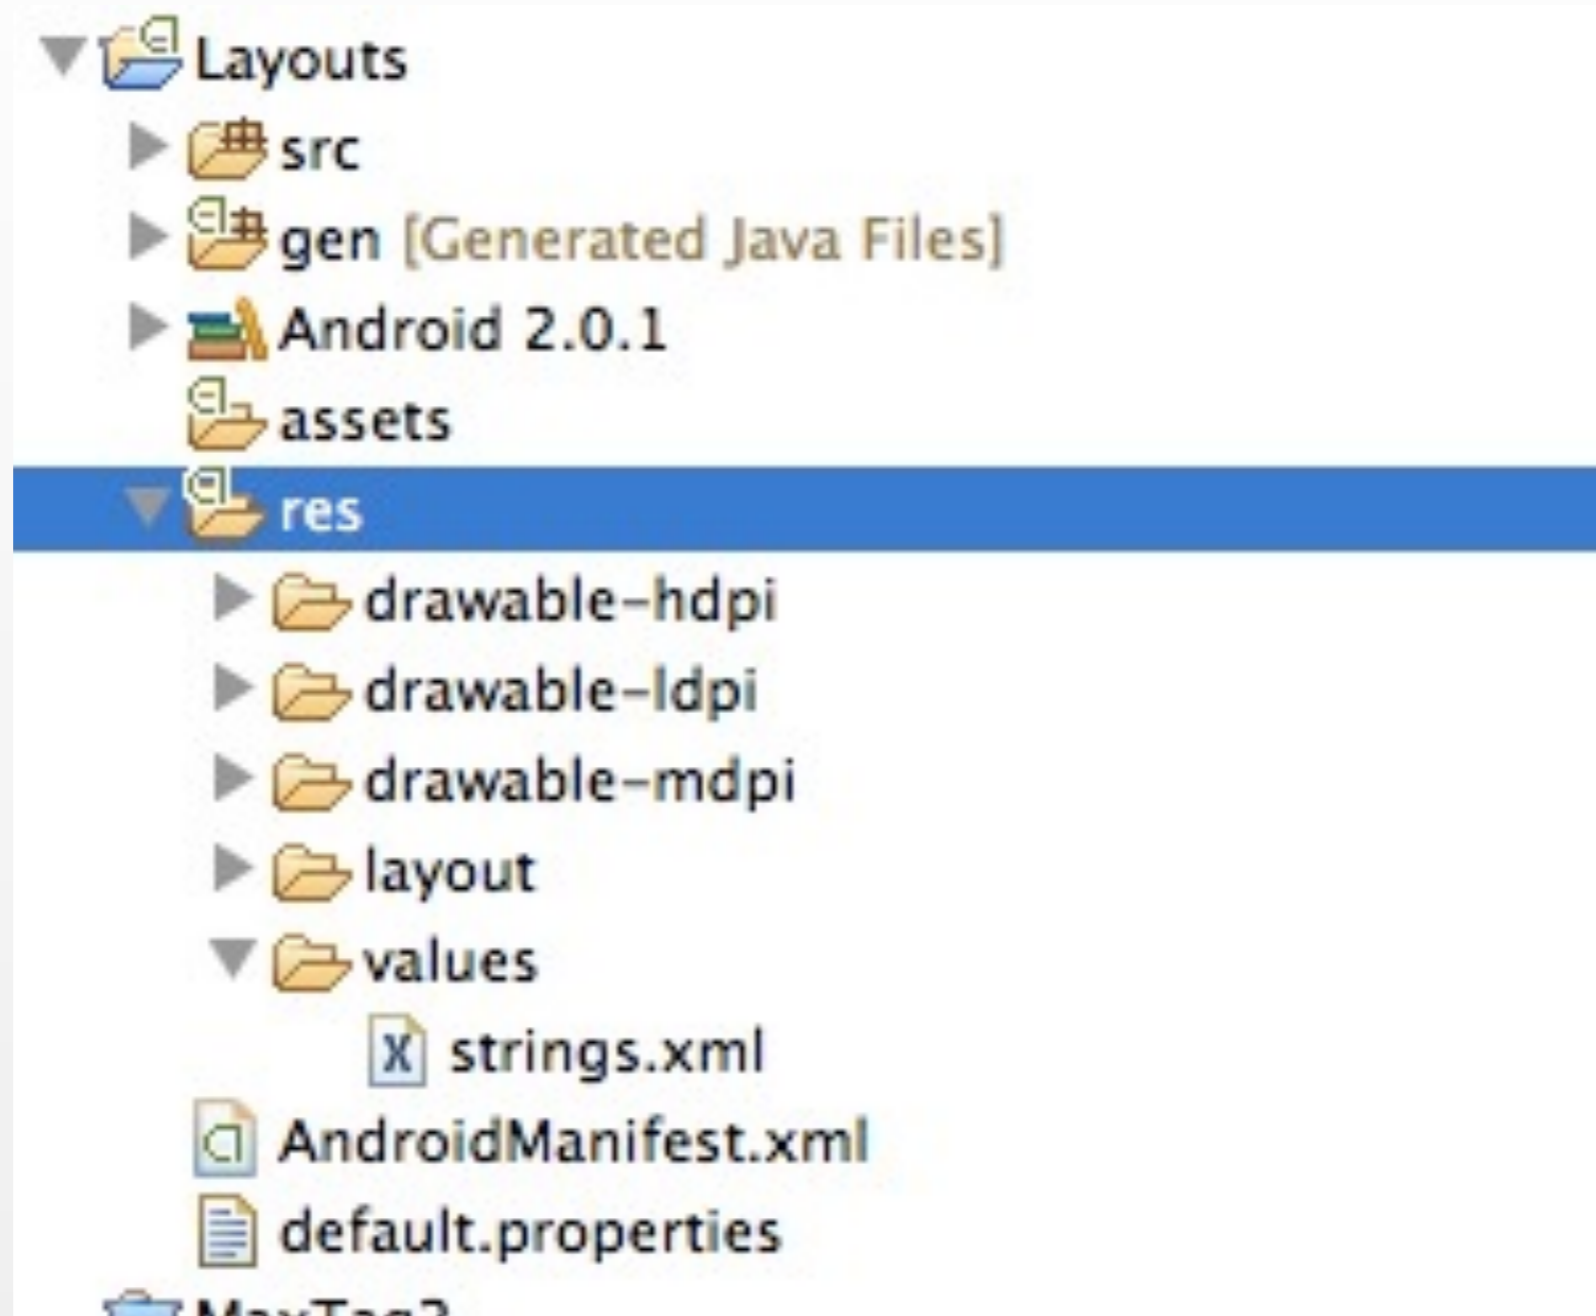 Layouts
src
gen [Generated Java Files]
Android 2.0.1
assets
res
drawable-hdpi
drawable-ldpi
drawable-mdpi
layout
values
strings.xml
AndroidManifest.xml
default.properties